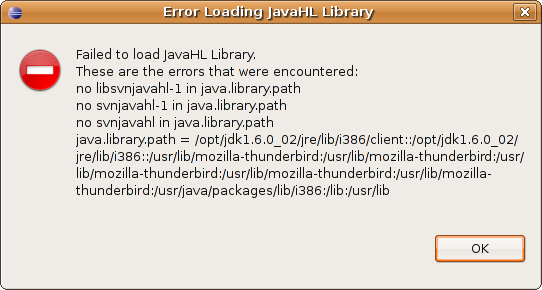 Error Loading JavaHL Library
Failed to load JavaHL Library.
These are the errors that were encountered:
no libsvnjavahl-1 in java.library.path
no svnjavahl-1 in java.library.path
no svnjavahl in java.library.path
java.library.path = /opt/jdk1.6.0_02/jre/lib/i386/client::/opt/jdk1.6.0_02/
jre/lib/i386::/usr/lib/mozilla-thunderbird:/usr/lib/mozilla-thunderbird:/usr/
lib/mozilla-thunderbird:/usr/lib/mozilla-thunderbird:/usr/lib/mozilla-
thunderbird:/usr/java/packages/lib/i386:/lib:/usr/lib
OK